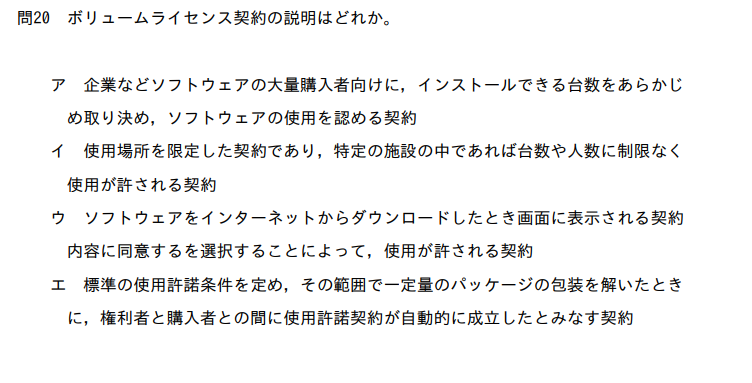 問20　ボリュームライセンス契約の説明はどれか。
ア　企業などソフトウェアの大量購入者向けに，インストールできる台数をあらかじ
め取り決め，ソフトウェアの使用を認める契約
イ　使用場所を限定した契約であり，特定の施設の中であれば台数や人数に制限なく
使用が許される契約
ウ　ソフトウェアをインターネットからダウンロードしたとき画面に表示される契約
内容に同意するを選択することによって，使用が許される契約
エ　標準の使用許諾条件を定め，その範囲で一定量のパッケージの包装を解いたとき
に，権利者と購入者との間に使用許諾契約が自動的に成立したとみなす契約